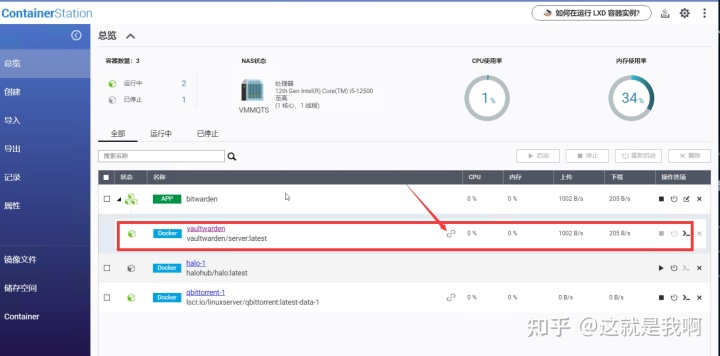 ContainerStation
如何在运行 LXD 容器实例?
总览
创建
导入
导出
记录
属性
镜像文件
储存空间
Container
总览
容器数量: 3
运行中 2
已停止 1
NAS状态
VMMQTS
处理器
12th Gen Intel(R) Core(TM) i5-12500
至高
(1 核心, 1 线程)
CPU使用率
1 %
内存使用率
34%
全部 运行中 已停止
搜索名称
启动 停止 重新启动 删除
状态 名称 CPU 内存 上传 下载 操作选项
APP bitwarden 0 % 0 % 1002 B/s 205 B/s
Docker vaultwarden 0 % 0 % 1002 B/s 205 B/s
vaultwarden/server:latest
Docker halo-1
halohub/halo:latest
Docker qbittorrent-1 0 % 0 % 0 B/s 0 B/s
lscr.io/linuxserver/qbittorrent:latest-data-1
知乎 @这就是我啊